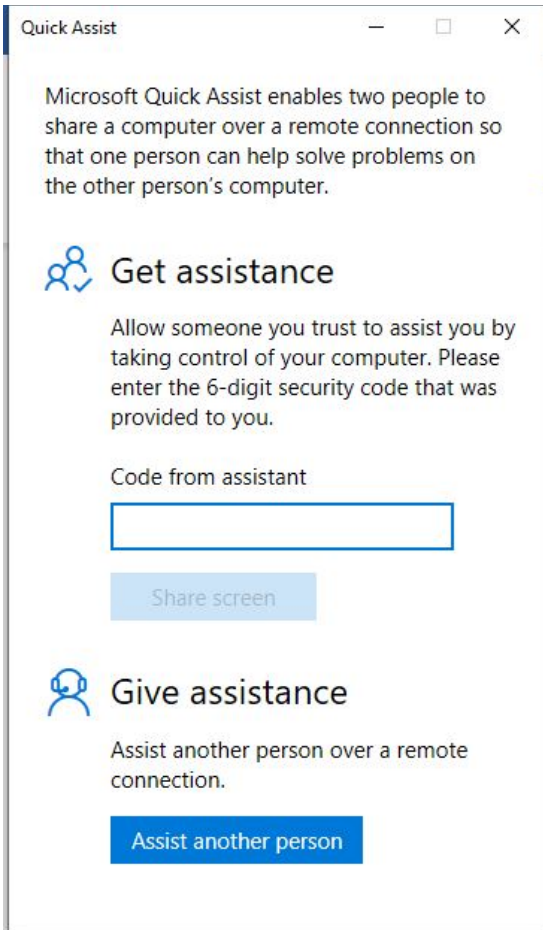 Quick Assist
Microsoft Quick Assist enables two people to
share a computer over a remote connection so
that one person can help solve problems on
the other person's computer.
Get assistance
Allow someone you trust to assist you by
taking control of your computer. Please
enter the 6-digit security code that was
provided to you.
Code from assistant
Share screen
Give assistance
Assist another person over a remote
connection.
Assist another person